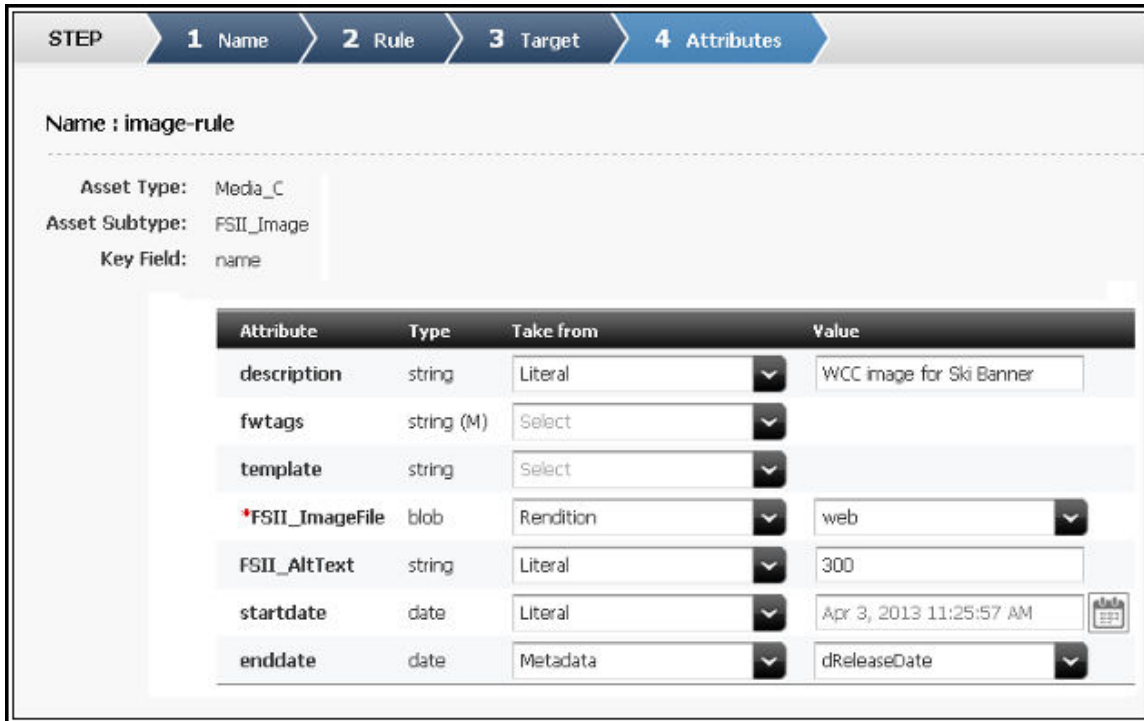 STEP 1 Name 2 Rule 3 Target 4 Attributes
Name : image-rule
Asset Type: Media_C
Asset Subtype: FSII_Image
Key Field: name
Attribute Type Take from Value
description string Literal WCC image for Ski Banner
fwtags string (M) Select
template string Select
*FSII_ImageFile blob Rendition web
FSII_AltText string Literal 300
startdate date Literal Apr 3, 2013 11:25:57 AM
enddate date Metadata dReleaseDate